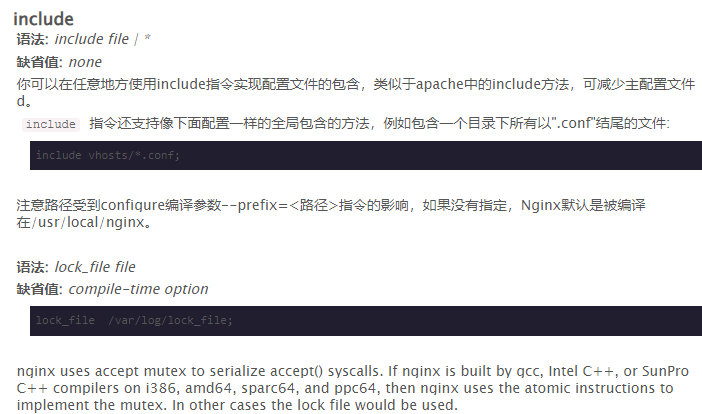 include
语法: include file | *
缺省值: none
你可以在任意地方使用include指令实现配置文件的包含，类似于apache中的include方法，可减少主配置文件
d。
include 指令还支持像下面配置一样的全局包含的方法，例如包含一个目录下所有以".conf"结尾的文件:
include vhosts/*.conf;
注意路径受到configure编译参数--prefix=<路径>指令的影响，如果没有指定，Nginx默认是被编译
在/usr/local/nginx。
语法: lock_file file
缺省值: compile-time option
lock_file  /var/log/lock_file;
nginx uses accept mutex to serialize accept() syscalls. If nginx is built by gcc, Intel C++, or SunPro
C++ compilers on i386, amd64, sparc64, and ppc64, then nginx uses the atomic instructions to
implement the mutex. In other cases the lock file would be used.